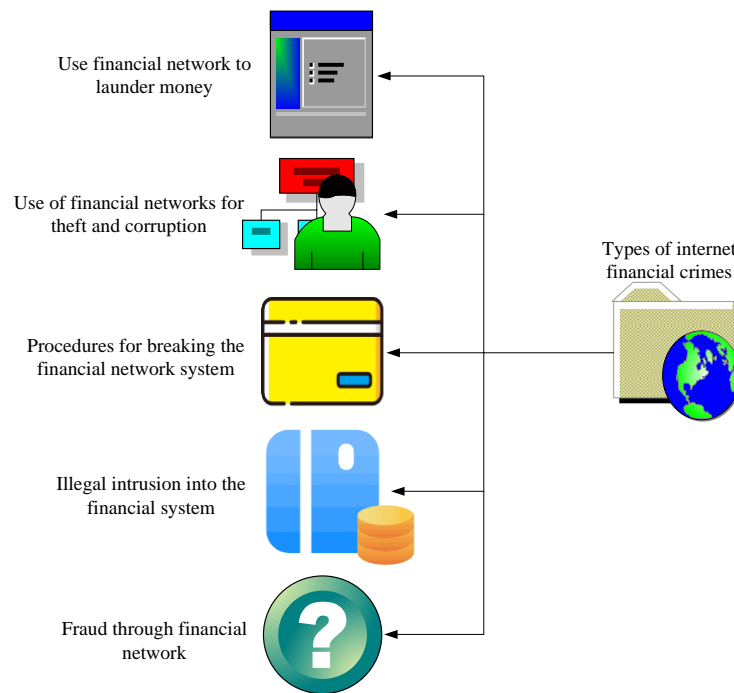 Use financial network to
launder money
Use of financial networks for
theft and corruption
Types of internet
financial crimes
Procedures for breaking the
financial network system
Illegal intrusion into the
financial system
Fraud through financial
network
?